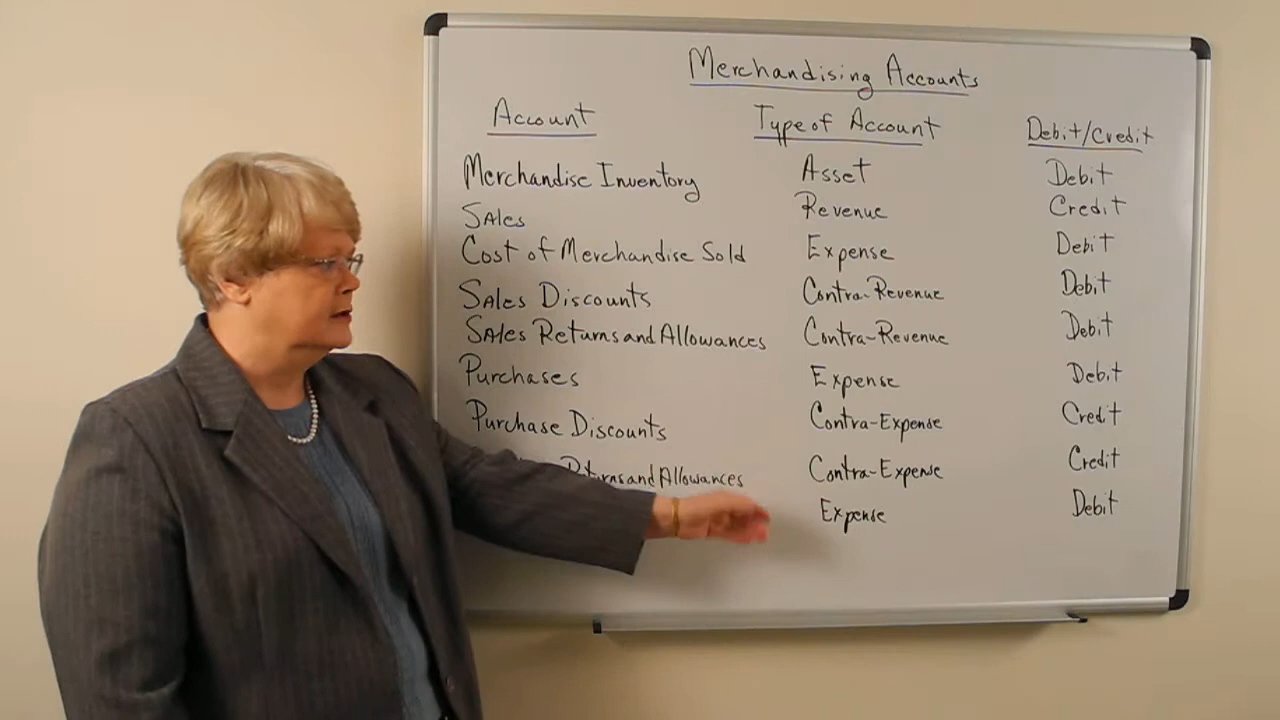 Merchandising Accounts
Account Type of Account Debit/Credit
Merchandise Inventory Asset Debit
Sales Revenue Credit
Cost of Merchandise Sold Expense Debit
Sales Discounts Contra-Revenue Debit
Sales Returns and Allowances Contra-Revenue Debit
Purchases Expense Debit
Purchase Discounts Contra-Expense Credit
Returns and Allowances Contra-Expense Credit
Expense Debit